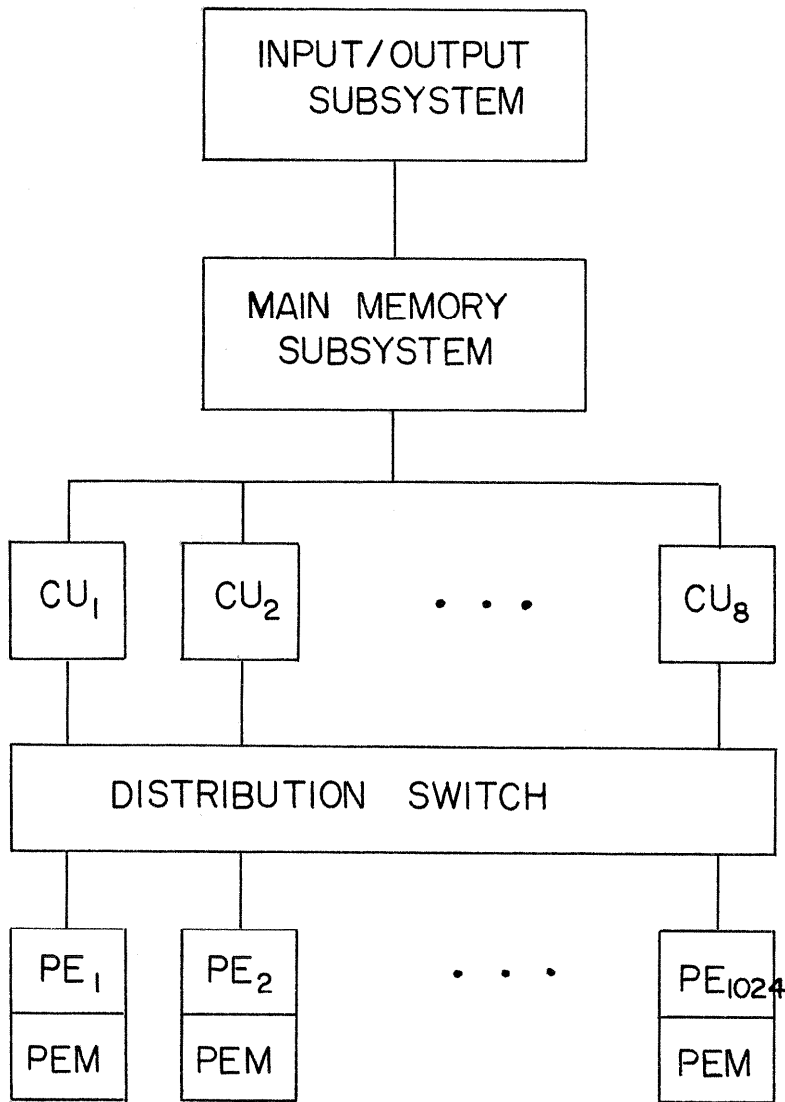 INPUT/OUTPUT
SUBSYSTEM
MAIN MEMORY
SUBSYSTEM
CU₁ CU₂ . . . CU₈
DISTRIBUTION SWITCH
PE₁ PE₂ . . . PE₁₀₂₄
PEM PEM PEM